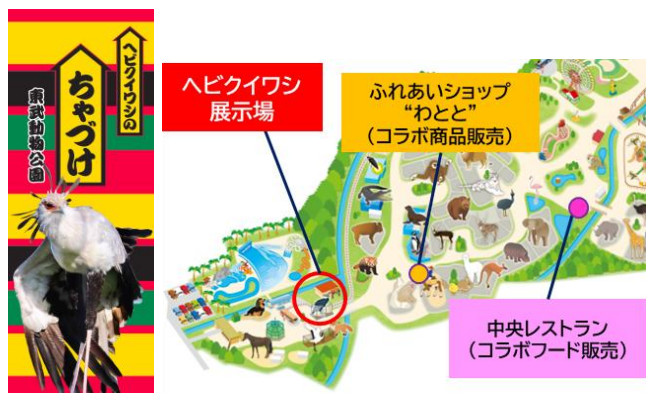 ヘビクイワシの
ちゃづけ
東武動物公園
ヘビクイワシ
展示場
ふれあいショップ
“わとと”
（コラボ商品販売）
中央レストラン
（コラボフード販売）